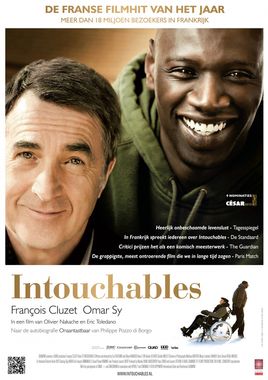 DE FRANSE FILMHIT VAN HET JAAR
MEER DAN 18 MILJOEN BEZOEKERS IN FRANKRIJK
9 NOMINATIES
CÉSAR
Heerlijk onbeschaamde levenslust - Tagesspiegel
In Frankrijk spreekt iedereen over Intouchables - De Standaard
Critici prijzen het als een komisch meesterwerk - The Guardian
De grappigste, meest ontroerende film die we in lange tijd zagen - Paris Match
Intouchables
François Cluzet Omar Sy
In een film van Olivier Nakache en Eric Toledano
Naar de autobiografie Onaantastbaar van Philippe Pozzo di Borgo
WWW.INTOUCHABLES.NL